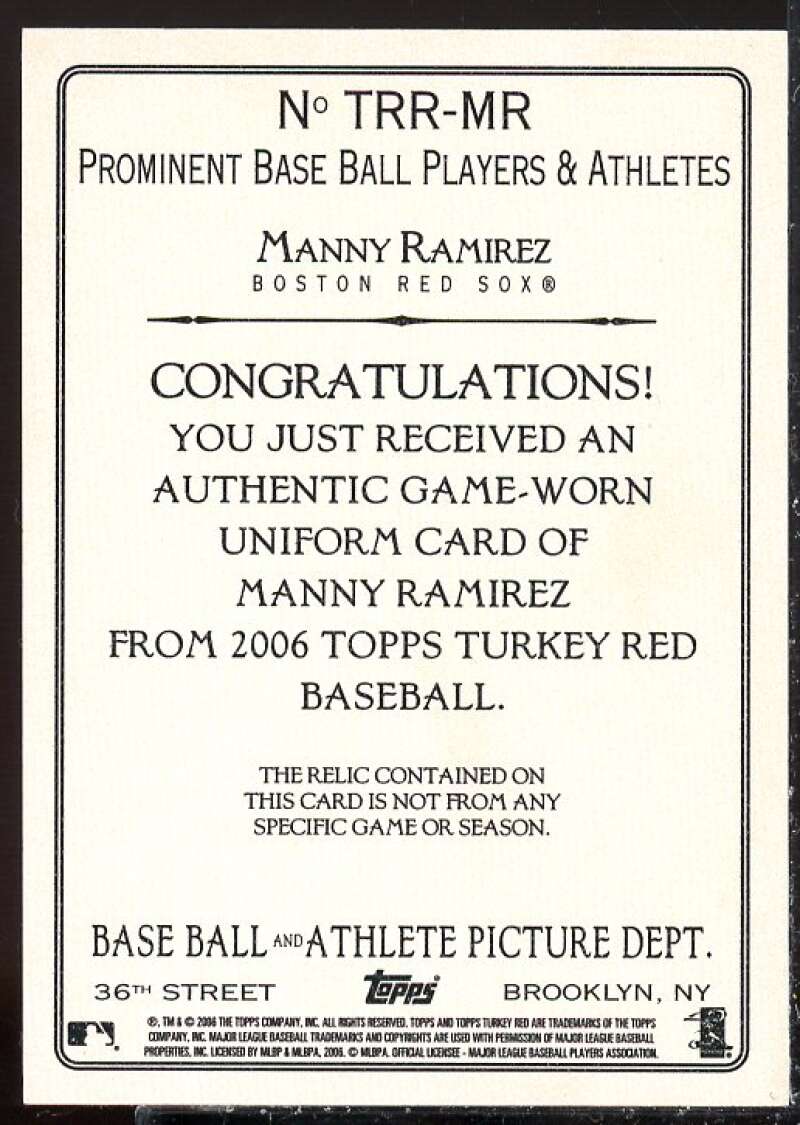 Nº TRR-MR
PROMINENT BASE BALL PLAYERS & ATHLETES
MANNY RAMIREZ
BOSTON RED SOX®
CONGRATULATIONS!
YOU JUST RECEIVED AN
AUTHENTIC GAME-WORN
UNIFORM CARD OF
MANNY RAMIREZ
FROM 2006 TOPPS TURKEY RED
BASEBALL.
THE RELIC CONTAINED ON
THIS CARD IS NOT FROM ANY
SPECIFIC GAME OR SEASON.
BASE BALL AND ATHLETE PICTURE DEPT.
36TH STREET topps® BROOKLYN, NY
®, TM & © 2006 THE TOPPS COMPANY, INC. ALL RIGHTS RESERVED. TOPPS AND TOPPS TURKEY RED ARE TRADEMARKS OF THE TOPPS
COMPANY, INC. MAJOR LEAGUE BASEBALL TRADEMARKS AND COPYRIGHTS ARE USED WITH PERMISSION OF MAJOR LEAGUE BASEBALL
PROPERTIES, INC. LICENSED BY MLBP & MLBPA, 2006. © MLBPA. OFFICIAL LICENSEE - MAJOR LEAGUE BASEBALL PLAYERS ASSOCIATION.